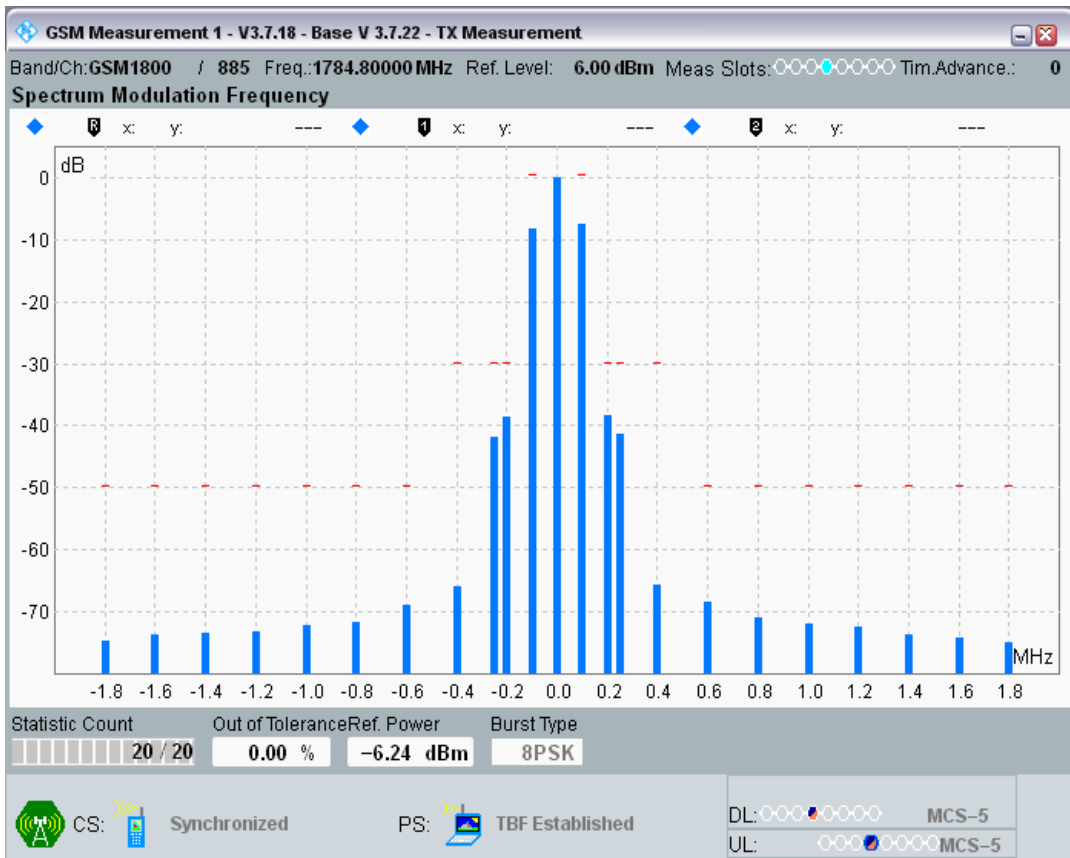 GSM Measurement 1 - V3.7.18 - Base V 3.7.22 - TX Measurement
Band/Ch:GSM1800 / 885 Freq.:1784.80000 MHz Ref. Level: 6.00 dBm Meas Slots: Tim.Advance.: 0
Spectrum Modulation Frequency
R x: y: --- 1 x: y: --- 2 x: y: ---
dB
0
-10
-20
-30
-40
-50
-60
-70
MHz
-1.8 -1.6 -1.4 -1.2 -1.0 -0.8 -0.6 -0.4 -0.2 0.0 0.2 0.4 0.6 0.8 1.0 1.2 1.4 1.6 1.8
Statistic Count Out of Tolerance Ref. Power Burst Type
20 / 20 0.00 % −6.24 dBm 8PSK
CS: Synchronized PS: TBF Established DL: MCS−5
UL: MCS−5